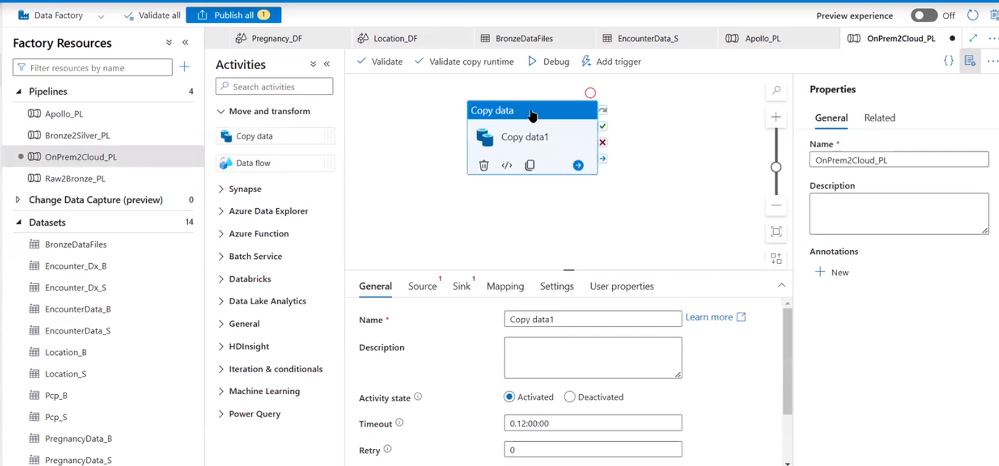 Data Factory
Validate all
Publish all 1
Preview experience Off
Factory Resources
Filter resources by name
Pipelines 4
Apollo_PL
Bronze2Silver_PL
OnPrem2Cloud_PL
Raw2Bronze_PL
Change Data Capture (preview) 0
Datasets 14
BronzeDataFiles
Encounter_Dx_B
Encounter_Dx_S
EncounterData_B
EncounterData_S
Location_B
Location_S
Pcp_B
Pcp_S
PregnancyData_B
PregnancyData_S
Pregnancy_DF
Location_DF
BronzeDataFiles
EncounterData_S
Apollo_PL
OnPrem2Cloud_PL
Activities
Search activities
Move and transform
Copy data
Data flow
Synapse
Azure Data Explorer
Azure Function
Batch Service
Databricks
Data Lake Analytics
General
HDInsight
Iteration & conditionals
Machine Learning
Power Query
Validate
Validate copy runtime
Debug
Add trigger
{}
Copy data
Copy data1
General
Source 1
Sink 1
Mapping
Settings
User properties
Name *
Copy data1
Learn more
Description
Activity state
Activated
Deactivated
Timeout
0.12:00:00
Retry
0
Properties
General
Related
Name *
OnPrem2Cloud_PL
Description
Annotations
New